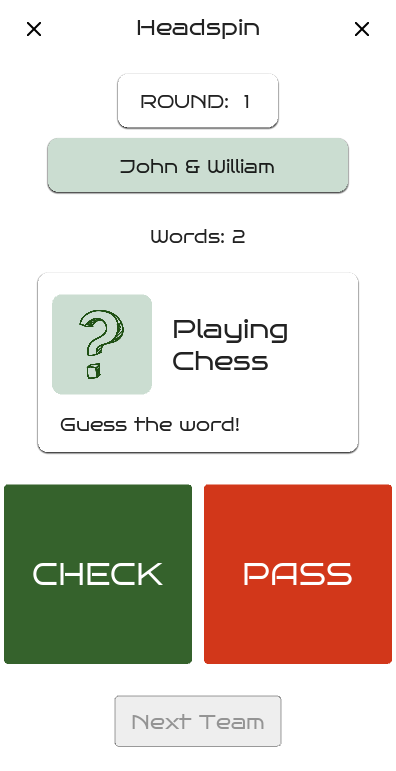 Headspin
ROUND: 1
John & William
Words: 2
?
Playing
Chess
Guess the word!
CHECK
PASS
Next Team